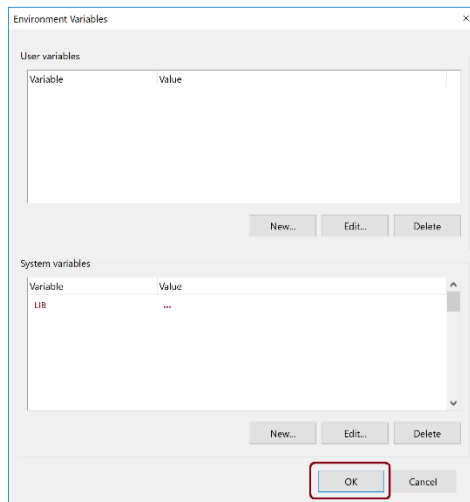 Environment Variables
User variables
Variable Value
New... Edit... Delete
System variables
Variable Value
LIB ...
New... Edit... Delete
OK Cancel